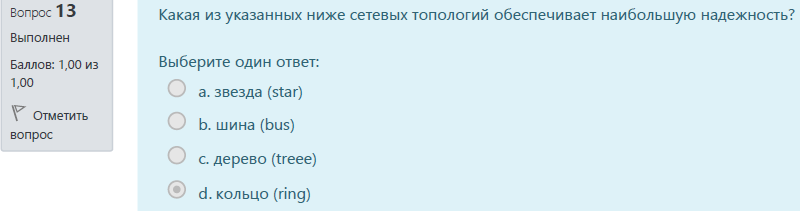 Вопрос 13
Выполнен
Баллов: 1,00 из
1,00
Отметить
вопрос
Какая из указанных ниже сетевых топологий обеспечивает наибольшую надежность?
Выберите один ответ:
a. звезда (star)
b. шина (bus)
c. дерево (treee)
d. кольцо (ring)